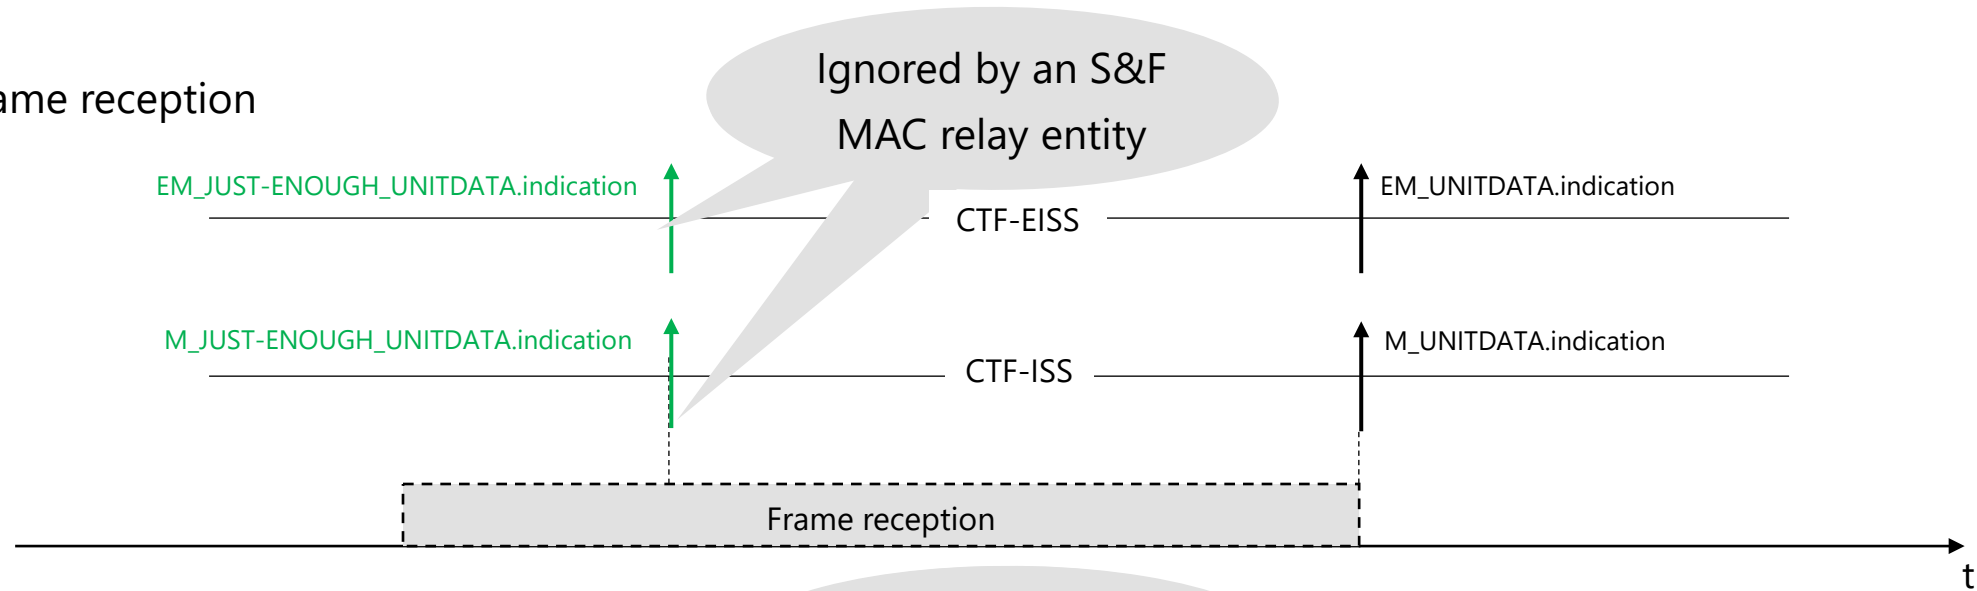 Ignored by an S&F
MAC relay entity
ame reception
EM_JUST-ENOUGH_UNITDATA.indication
EM_UNITDATA.indication
CTF-EISS
M_JUST-ENOUGH_UNITDATA.indication
M_UNITDATA.indication
CTF-ISS
Frame reception
t